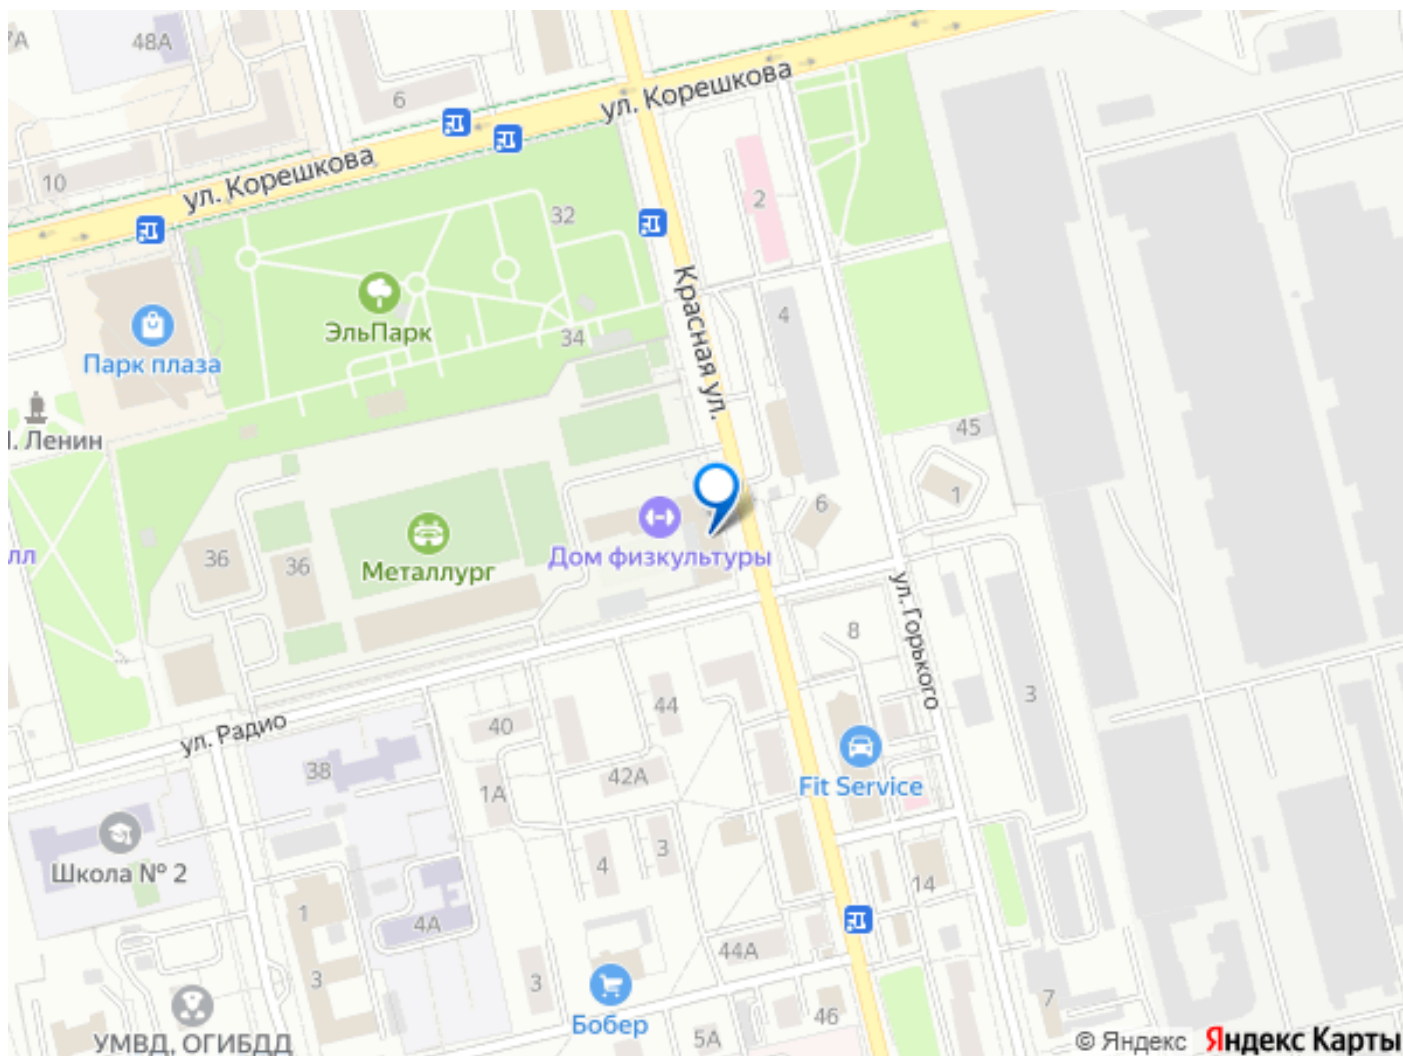 48А
6
ул. Корешкова
ул. Корешкова
10
2
32
Красная ул.
ЭльПарк
4
34
Парк плаза
Ленин
45
1
6
36
36
Металлург
Дом физкультуры
ул. Горького
8
3
44
40
ул. Радио
38
42А
1А
Fit Service
Школа № 2
4
3
14
1
4А
44А
3
3
Бобер
46
7
5А
УМВД, ОГИБДД
© Яндекс Яндекс Карты